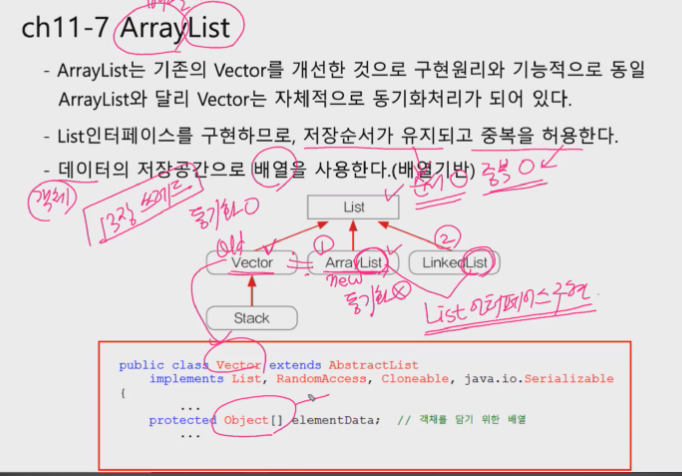 ch11-7 ArrayList
- ArrayList는 기존의 Vector를 개선한 것으로 구현원리와 기능적으로 동일
ArrayList와 달리 Vector는 자체적으로 동기화처리가 되어 있다.
- List인터페이스를 구현하므로, 저장순서가 유지되고 중복을 허용한다.
- 데이터의 저장공간으로 배열을 사용한다.(배열기반)
순서 O 중복 O
객체
13장 쓰레드
동기화 O
List
old
①
②
Vector
ArrayList
LinkedList
new
동기화 X
List 인터페이스 구현
Stack
public class Vector extends AbstractList
implements List, RandomAccess, Cloneable, java.io.Serializable
{
...
protected Object[] elementData; // 객채를 담기 위한 배열
...